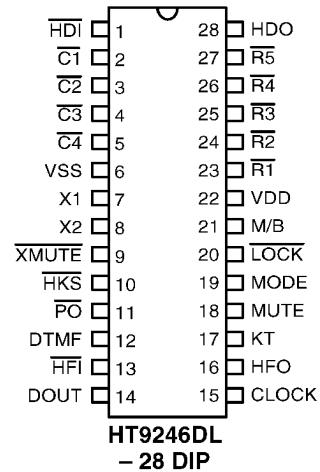 HDI 1 28 HDO
C1 2 27 R5
C2 3 26 R4
C3 4 25 R3
C4 5 24 R2
VSS 6 23 R1
X1 7 22 VDD
X2 8 21 M/B
XMUTE 9 20 LOCK
HKS 10 19 MODE
PO 11 18 MUTE
DTMF 12 17 KT
HFI 13 16 HFO
DOUT 14 15 CLOCK
HT9246DL
– 28 DIP